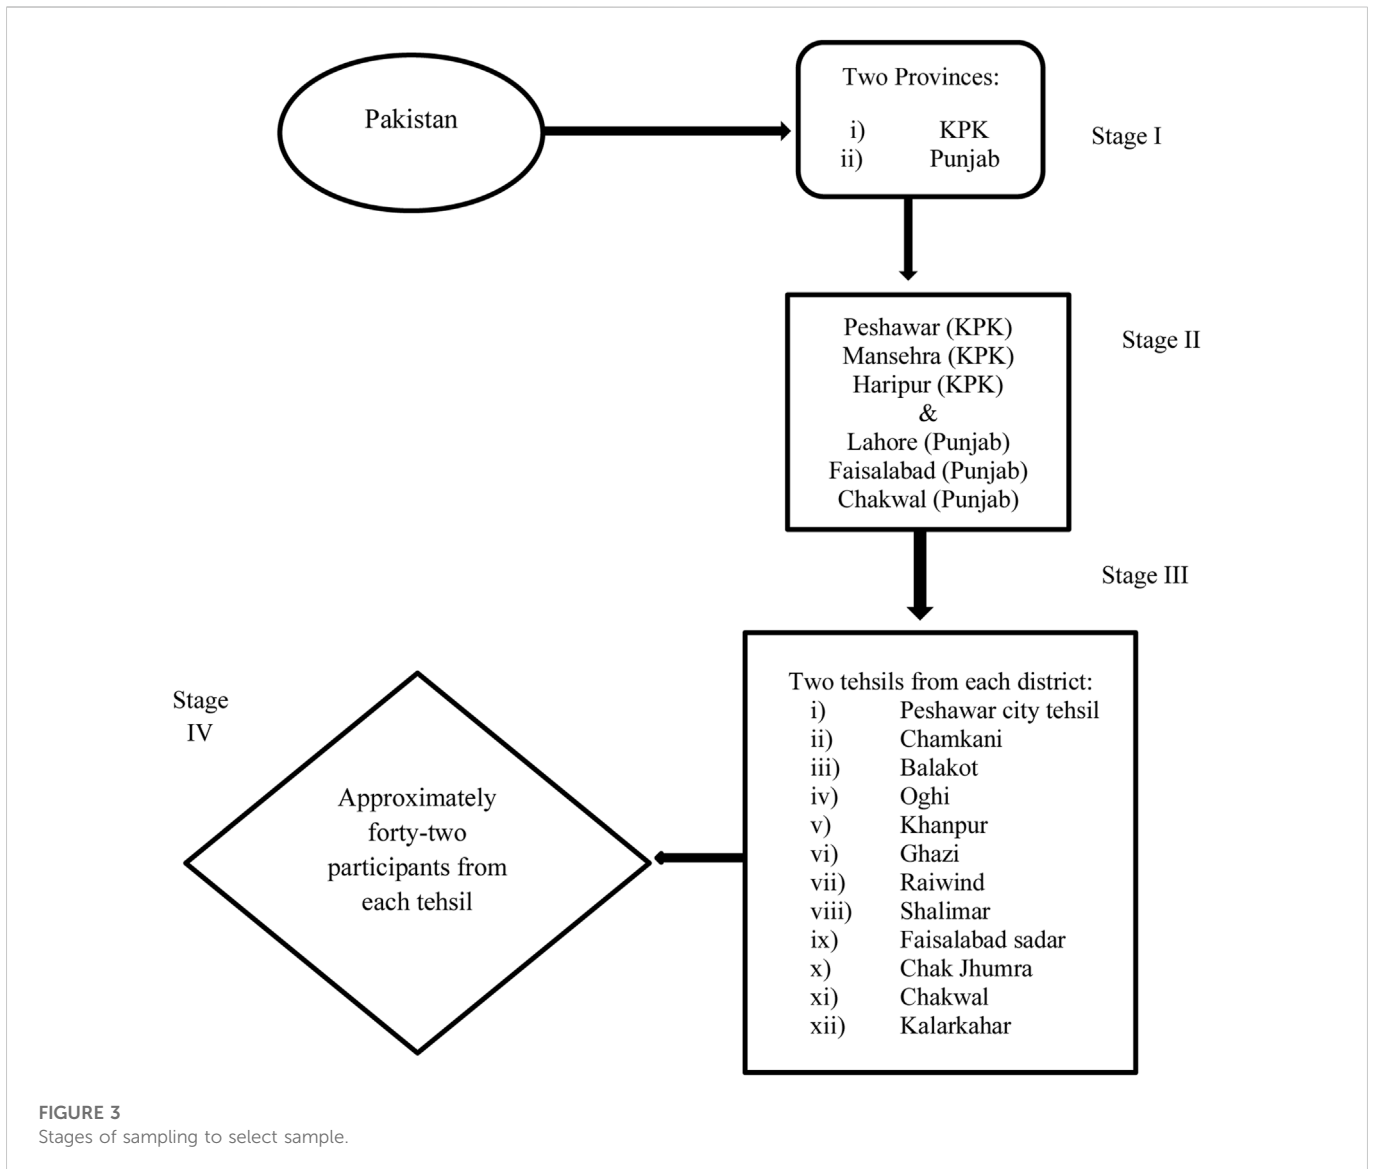 Pakistan
Two Provinces:
i) KPK
ii) Punjab
Stage I
Peshawar (KPK)
Mansehra (KPK)
Haripur (KPK)
&
Lahore (Punjab)
Faisalabad (Punjab)
Chakwal (Punjab)
Stage II
Stage III
Two tehsils from each district:
i) Peshawar city tehsil
ii) Chamkani
iii) Balakot
iv) Oghi
v) Khanpur
vi) Ghazi
vii) Raiwind
viii) Shalimar
ix) Faisalabad sadar
x) Chak Jhumra
xi) Chakwal
xii) Kalarkahar
Stage
IV
Approximately
forty-two
participants from
each tehsil
FIGURE 3
Stages of sampling to select sample.